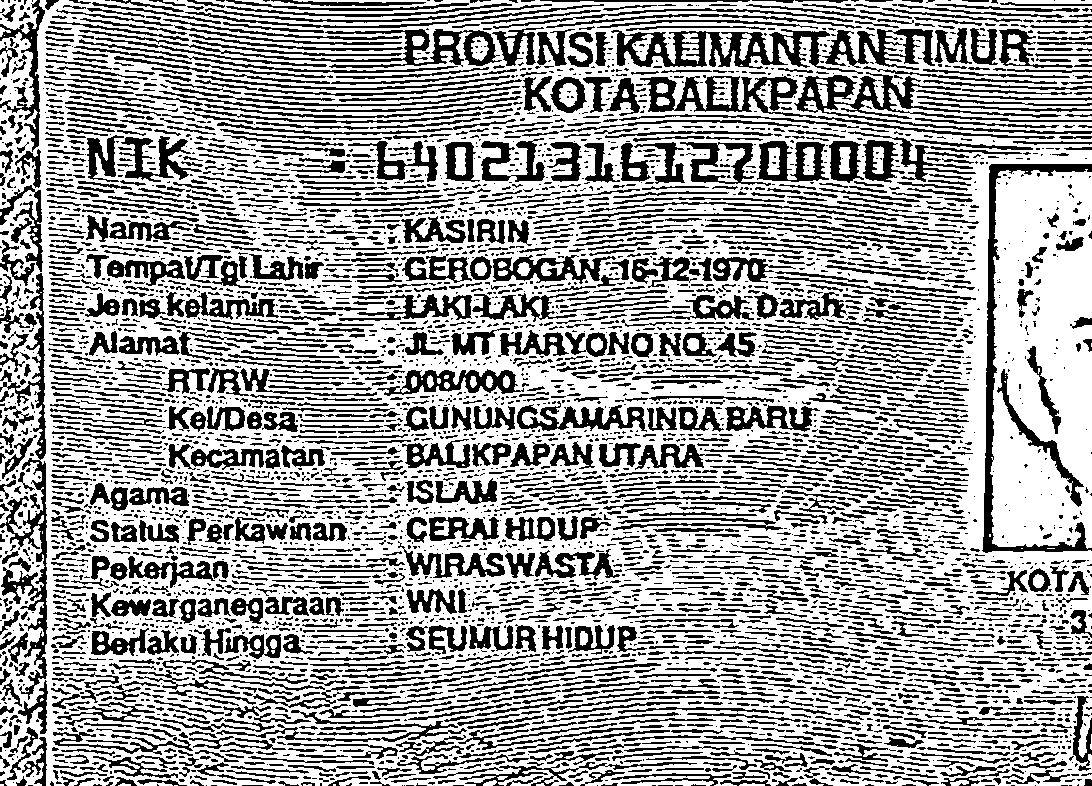 PROVINSI KALIMANTAN TIMUR
KOTA BALIKPAPAN
NIK : 6402131612700004
Nama : KASIRIN
Tempat/Tgl Lahir : GEROBOGAN, 16-12-1970
Jenis kelamin : LAKI-LAKI Gol. Darah : -
Alamat : JL. MT HARYONO NO. 45
RT/RW : 008/000
Kel/Desa : GUNUNGSAMARINDA BARU
Kecamatan : BALIKPAPAN UTARA
Agama : ISLAM
Status Perkawinan : CERAI HIDUP
Pekerjaan : WIRASWASTA
Kewarganegaraan : WNI
Berlaku Hingga : SEUMUR HIDUP
KOTA
3